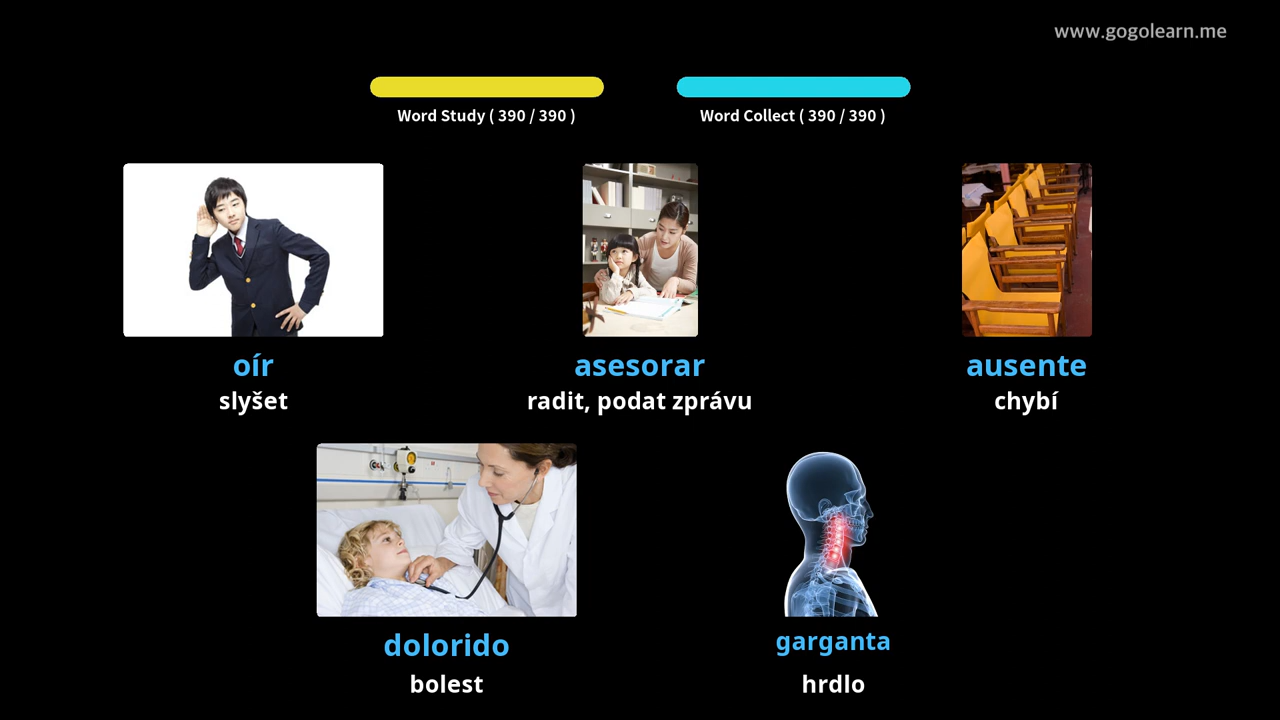 www.gogolearn.me
Word Study ( 390 / 390 )
Word Collect ( 390 / 390 )
oír
asesorar
ausente
slyšet
radit, podat zprávu
chybí
dolorido
garganta
bolest
hrdlo